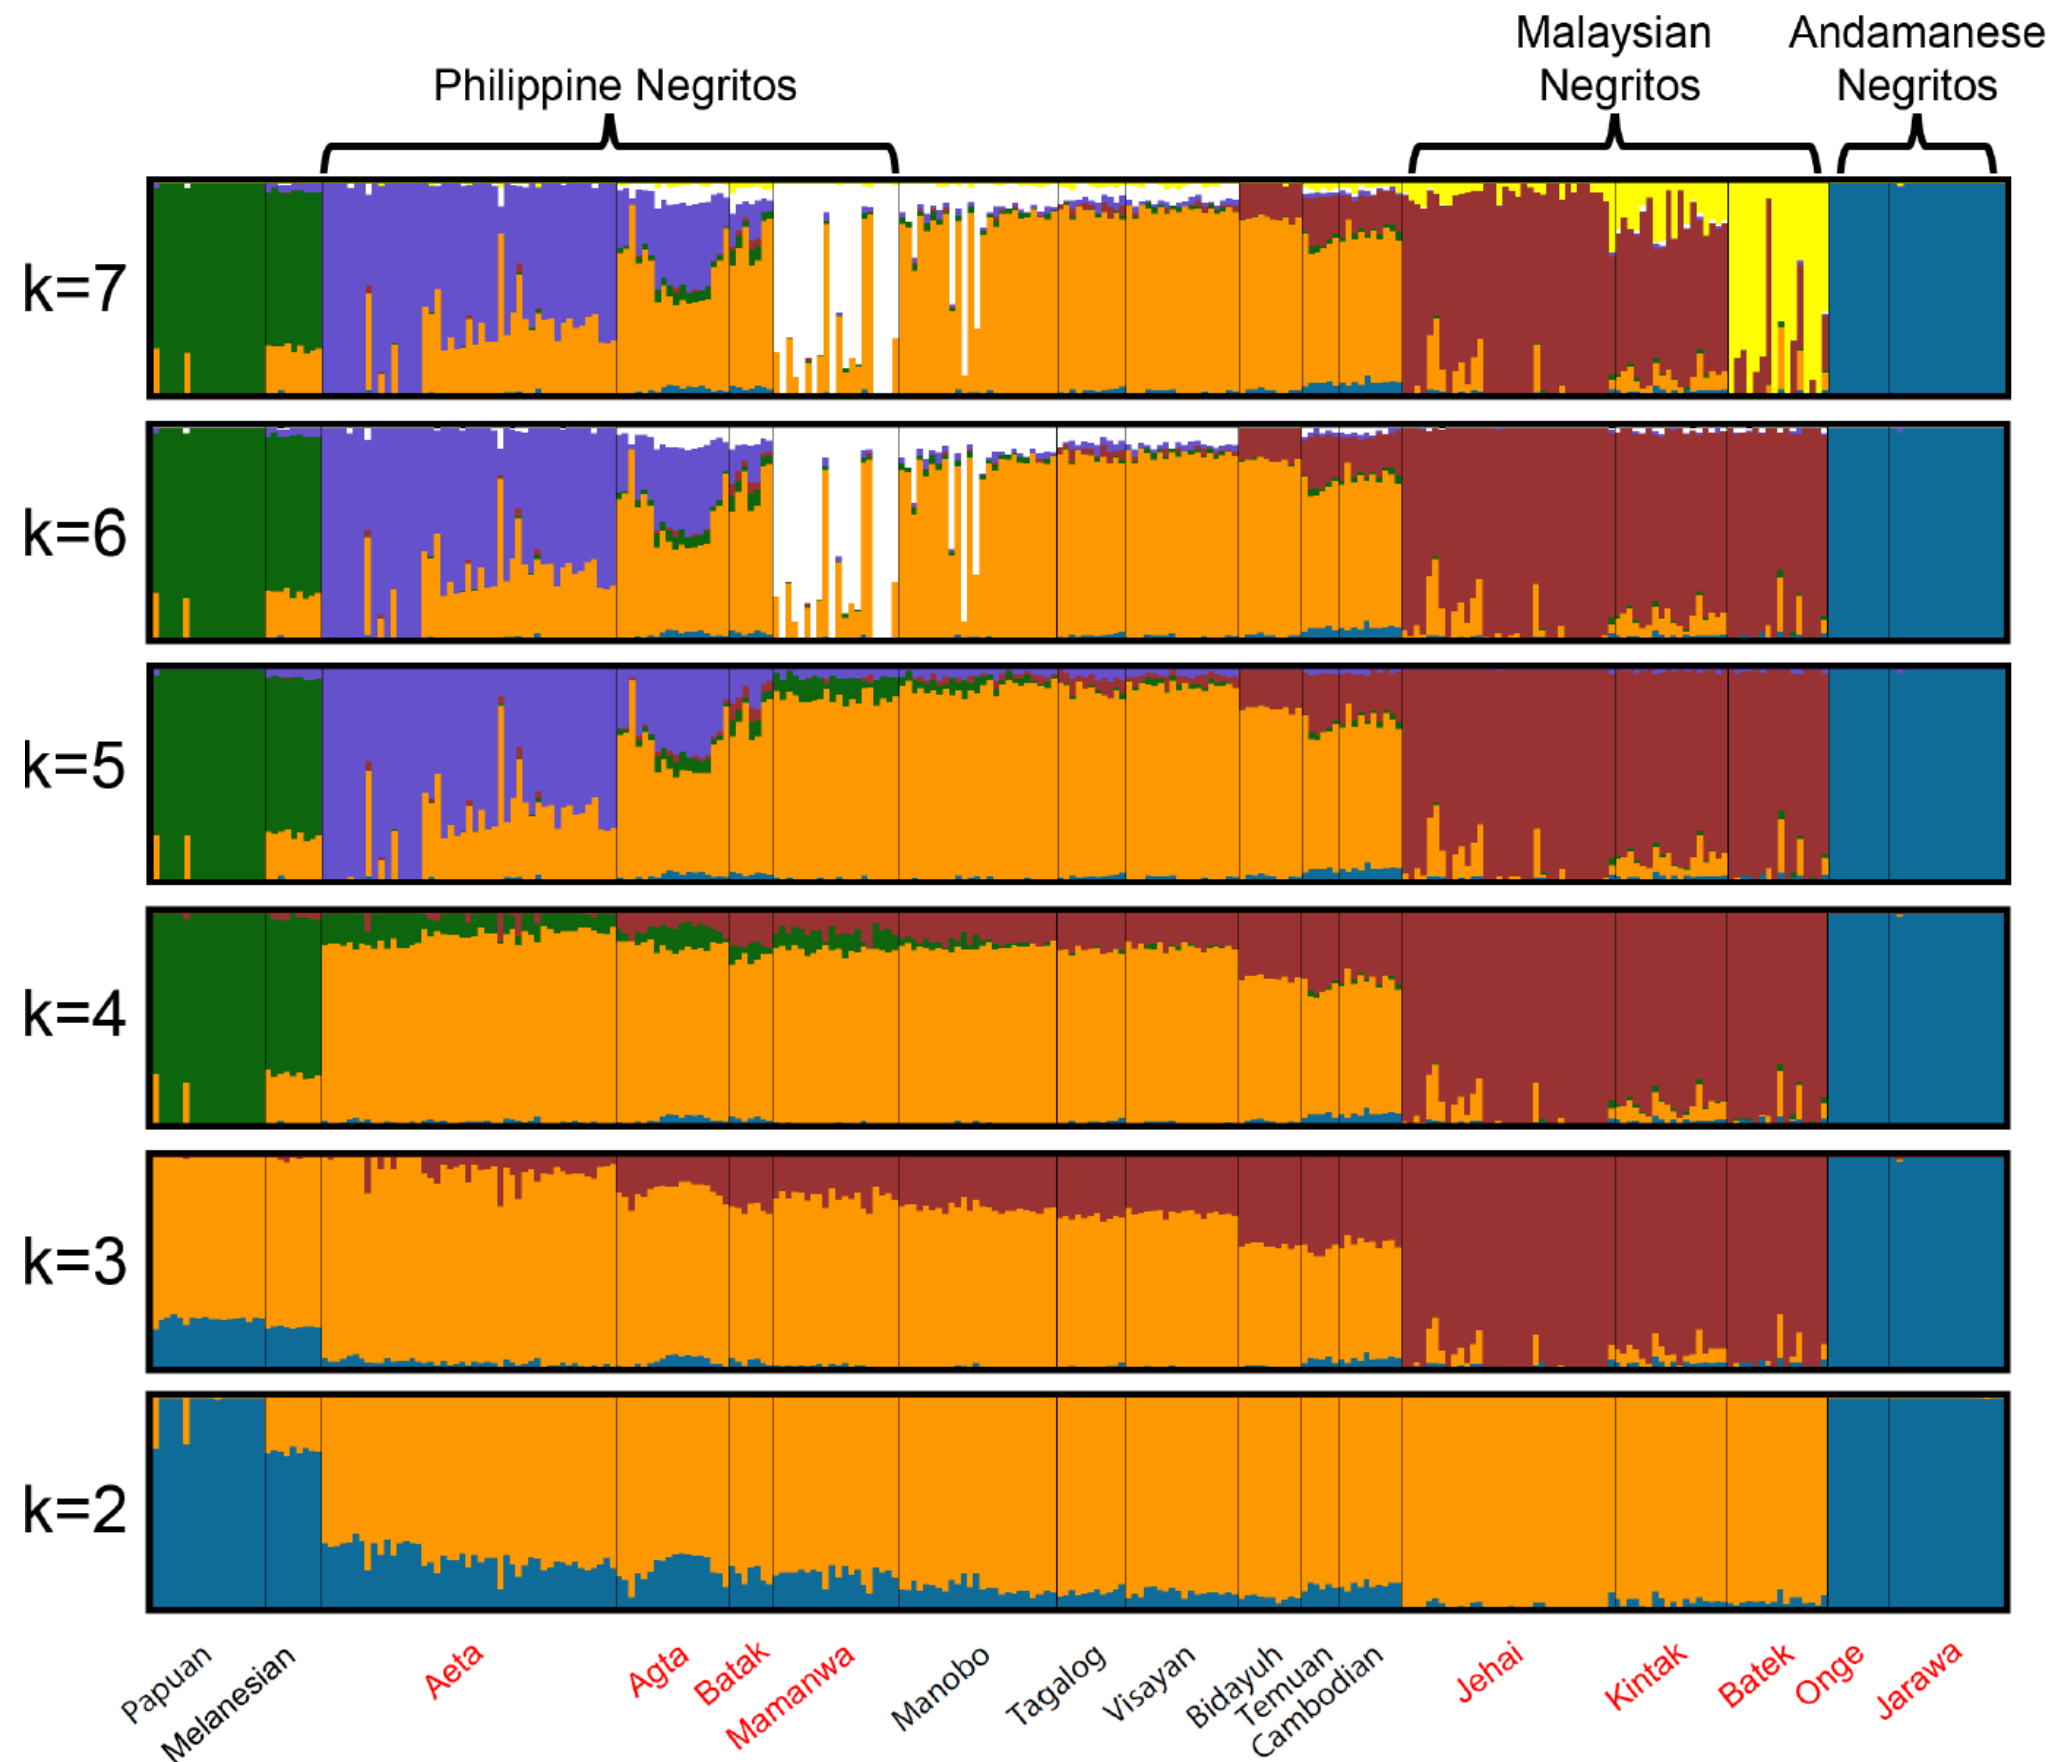 Malaysian
Negritos
Andamanese
Negritos
Philippine Negritos
k=7
k=6
k=5
k=4
k=3
k=2
Papuan
Melanesian
Aeta
Agta
Batak
Mamanwa
Manobo
Tagalog
Visayan
Bidayuh
Temuan
Cambodian
Jehai
Kintak
Batek
Onge
Jarawa